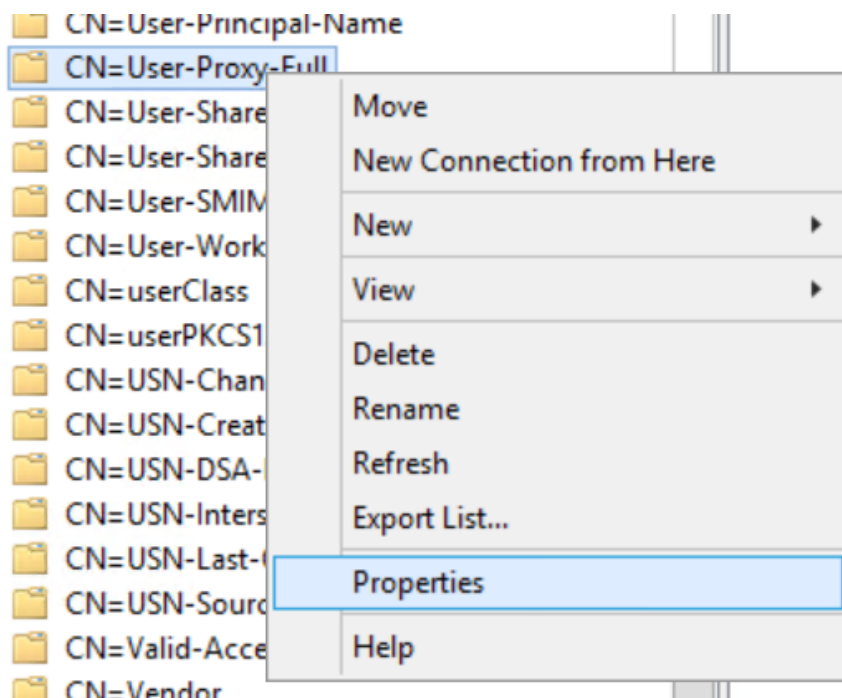 CN=User-Principal-Name
CN=User-Proxy-Full
CN=User-Share
CN=User-Share
CN=User-SMIM
CN=User-Work
CN=userClass
CN=userPKCS1
CN=USN-Chan
CN=USN-Creat
CN=USN-DSA-
CN=USN-Inters
CN=USN-Last-
CN=USN-Sourc
CN=Valid-Acce
CN=Vendor
Move
New Connection from Here
New
View
Delete
Rename
Refresh
Export List...
Properties
Help